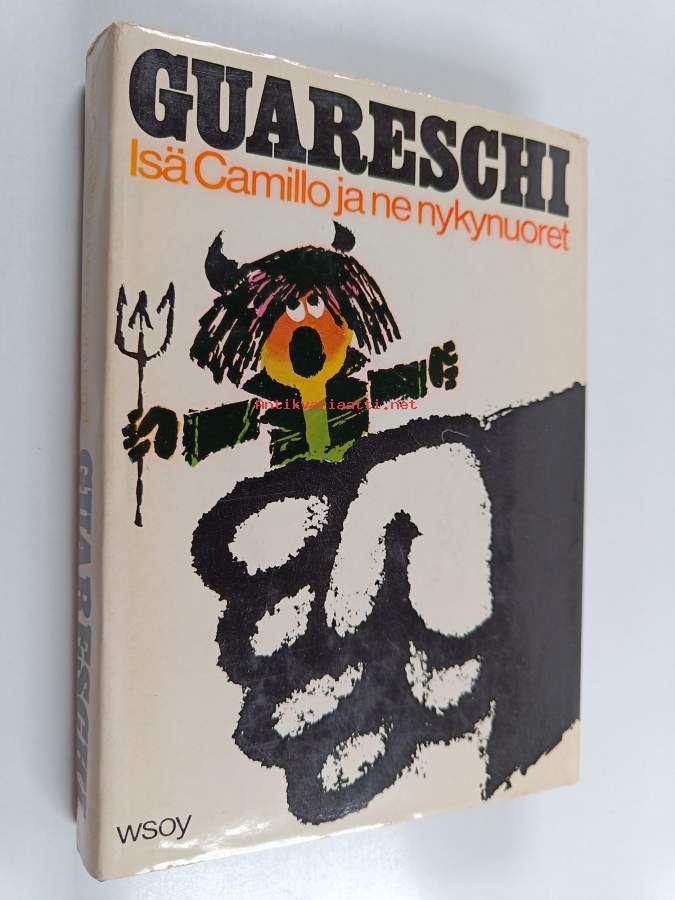 GUARESCHI
Isä Camillo ja ne nykynuoret
Antikvariaatti.net
wsoy
GUARESCHI